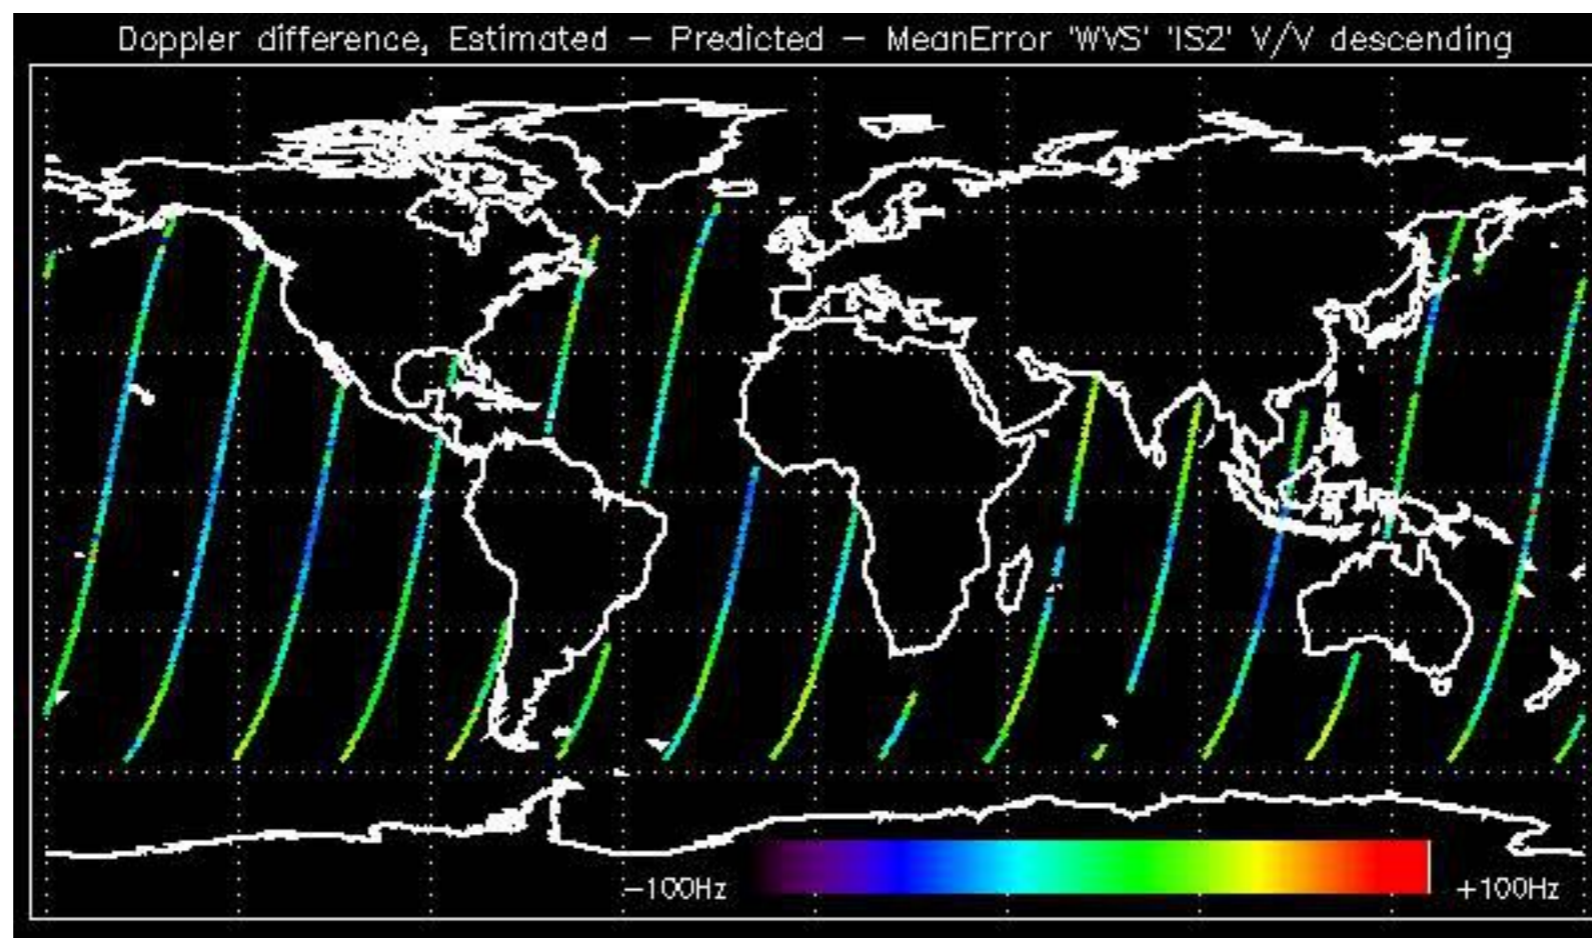 Doppler difference, Estimated – Predicted – MeanError 'WVS' 'IS2' V/V descending
–100Hz
+100Hz